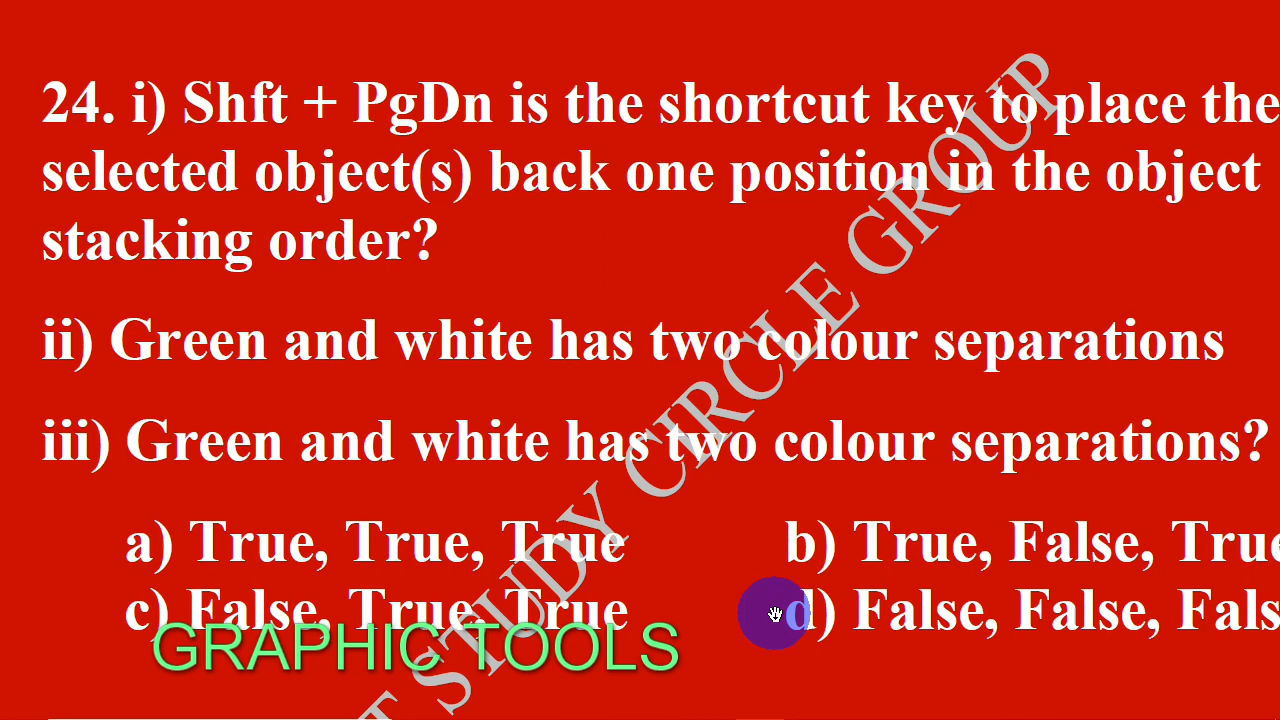 24. i) Shft + PgDn is the shortcut key to place the
selected object(s) back one position in the object
stacking order?
ii) Green and white has two colour separations
iii) Green and white has two colour separations?
a) True, True, True b) True, False, True
c) False, True, True d) False, False, Fals
GRAPHIC TOOLS
T STUDY CIRCLE GROUP